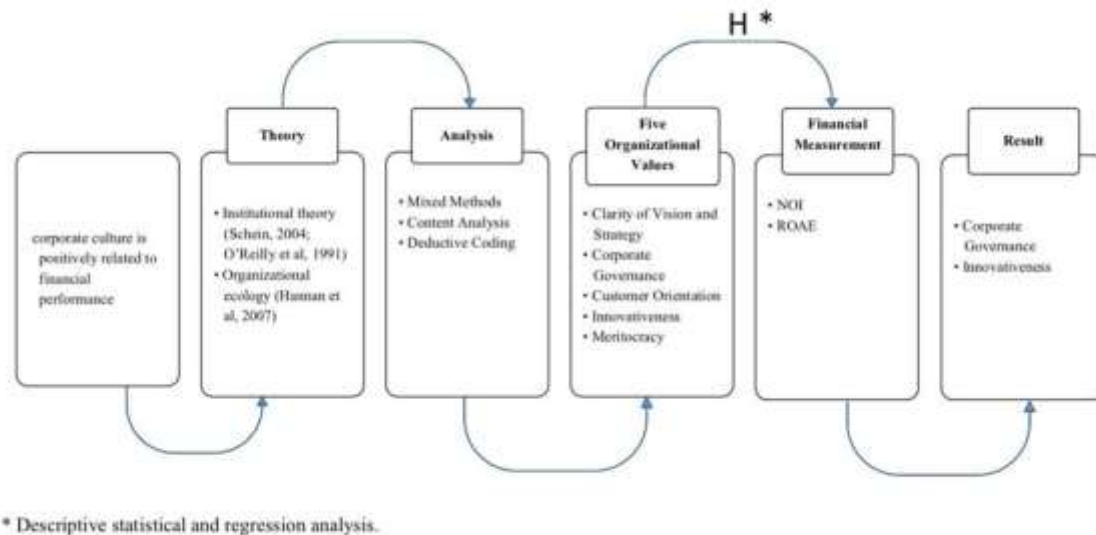 H *
corporate culture is
positively related to
financial
performance
Theory
• Institutional theory
(Schein, 2004;
O'Reilly et al, 1991)
• Organizational
ecology (Hannan et
al, 2007)
Analysis
• Mixed Methods
• Content Analysis
• Deductive Coding
Five
Organizational
Values
• Clarity of Vision and
Strategy
• Corporate
Governance
• Customer Orientation
• Innovativeness
• Meritocracy
Financial
Measurement
• NOI
• ROAE
Result
• Corporate
Governance
• Innovativeness
* Descriptive statistical and regression analysis.